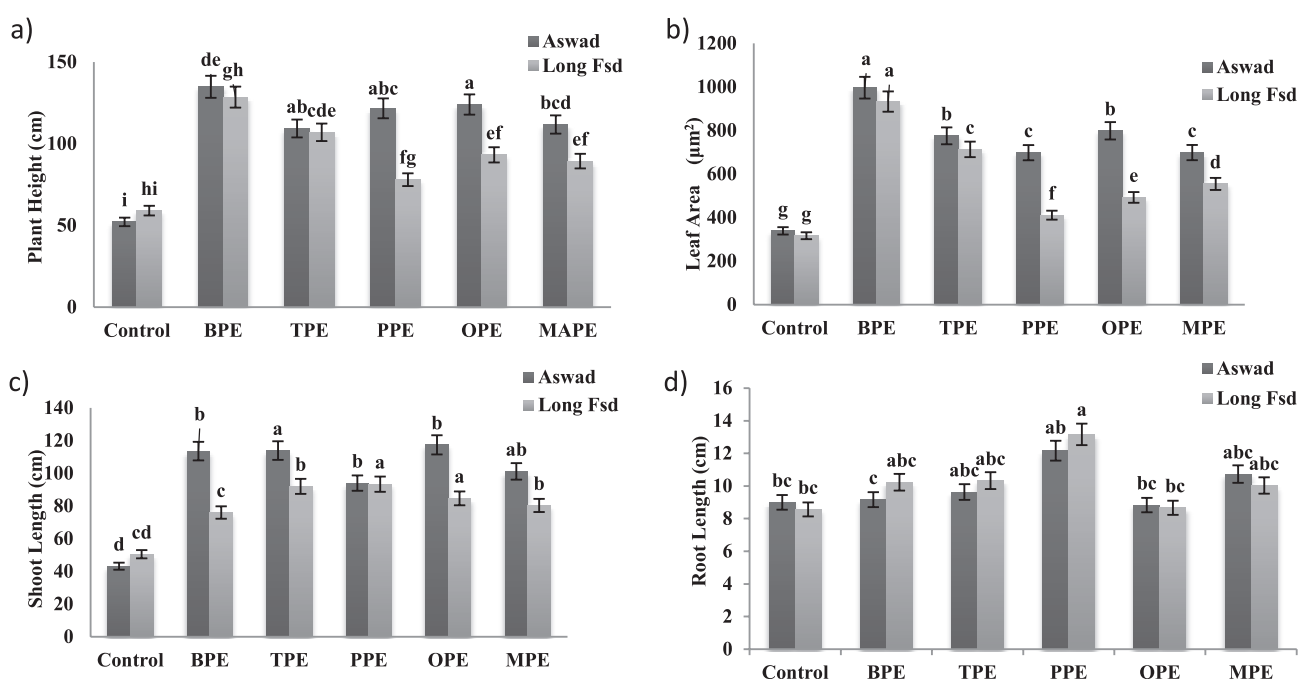 a)
Aswad
Long Fsd
Plant Height (cm)
150
100
50
0
i hi de gh ab cde abc fg a ef bcd ef
Control BPE TPE PPE OPE MAPE
b)
Aswad
Long Fsd
Leaf Area (µm²)
1200
1000
800
600
400
200
0
g g a a b c c f b e c d
Control BPE TPE PPE OPE MPE
c)
Aswad
Long Fsd
Shoot Length (cm)
140
120
100
80
60
40
20
0
d cd b c a b b a b a ab b
Control BPE TPE PPE OPE MPE
d)
Aswad
Long Fsd
Root Length (cm)
16
14
12
10
8
6
4
2
0
bc bc c abc abc abc ab a bc bc abc abc
Control BPE TPE PPE OPE MPE